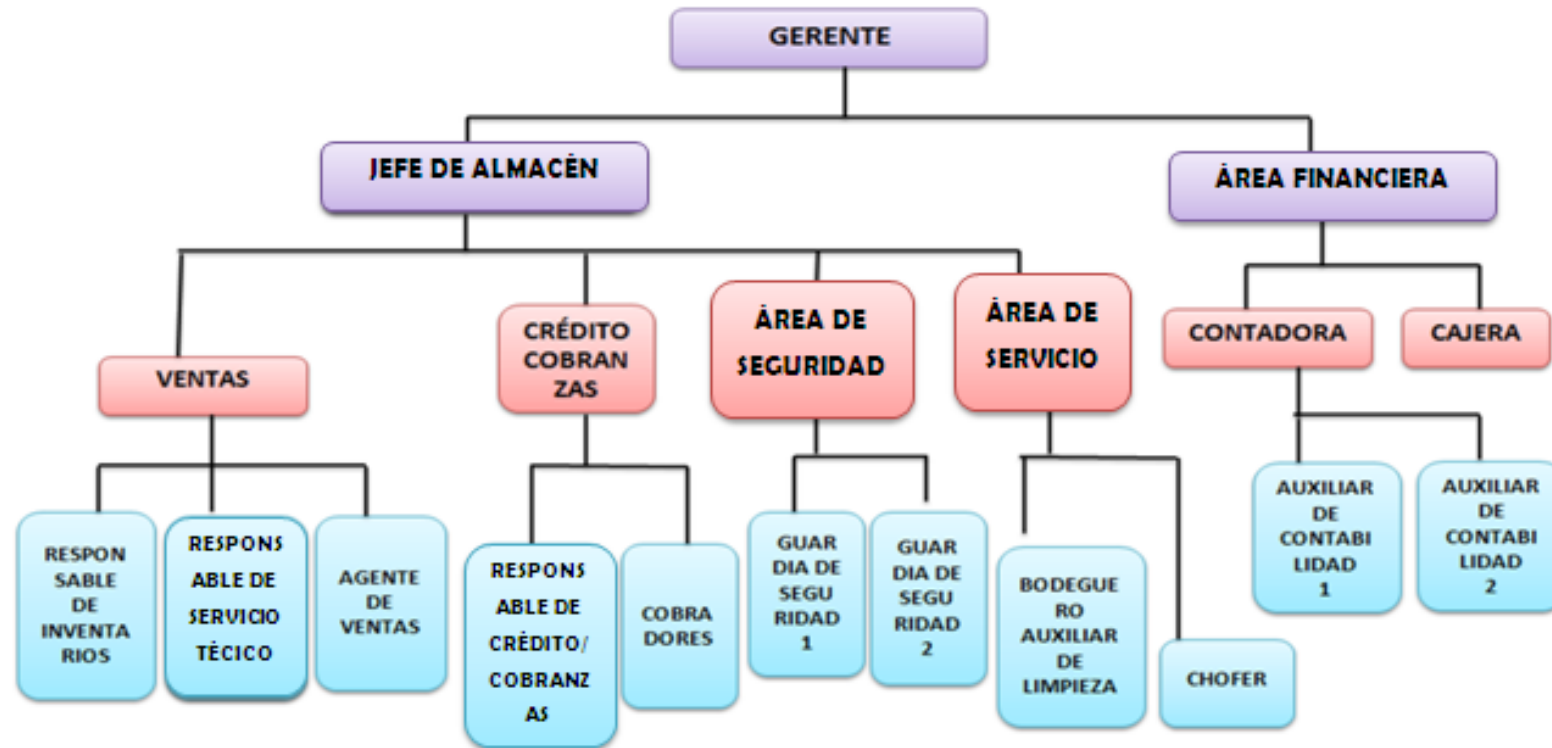 GERENTE
JEFE DE ALMACÉN
ÁREA FINANCIERA
VENTAS
CRÉDITO
COBRAN
ZAS
ÁREA DE
SEGURIDAD
ÁREA DE
SERVICIO
CONTADORA
CAJERA
RESPON
SABLE
DE
INVENTA
RIOS
RESPONS
ABLE DE
SERVICIO
TÉCICO
AGENTE
DE
VENTAS
RESPONS
ABLE DE
CRÉDITO/
COBRANZ
AS
COBRA
DORES
GUAR
DIA DE
SEGU
RIDAD
1
GUAR
DIA DE
SEGU
RIDAD
2
BODEGUE
RO
AUXILIAR
DE
LIMPIEZA
CHOFER
AUXILIAR
DE
CONTABI
LIDAD
1
AUXILIAR
DE
CONTABI
LIDAD
2